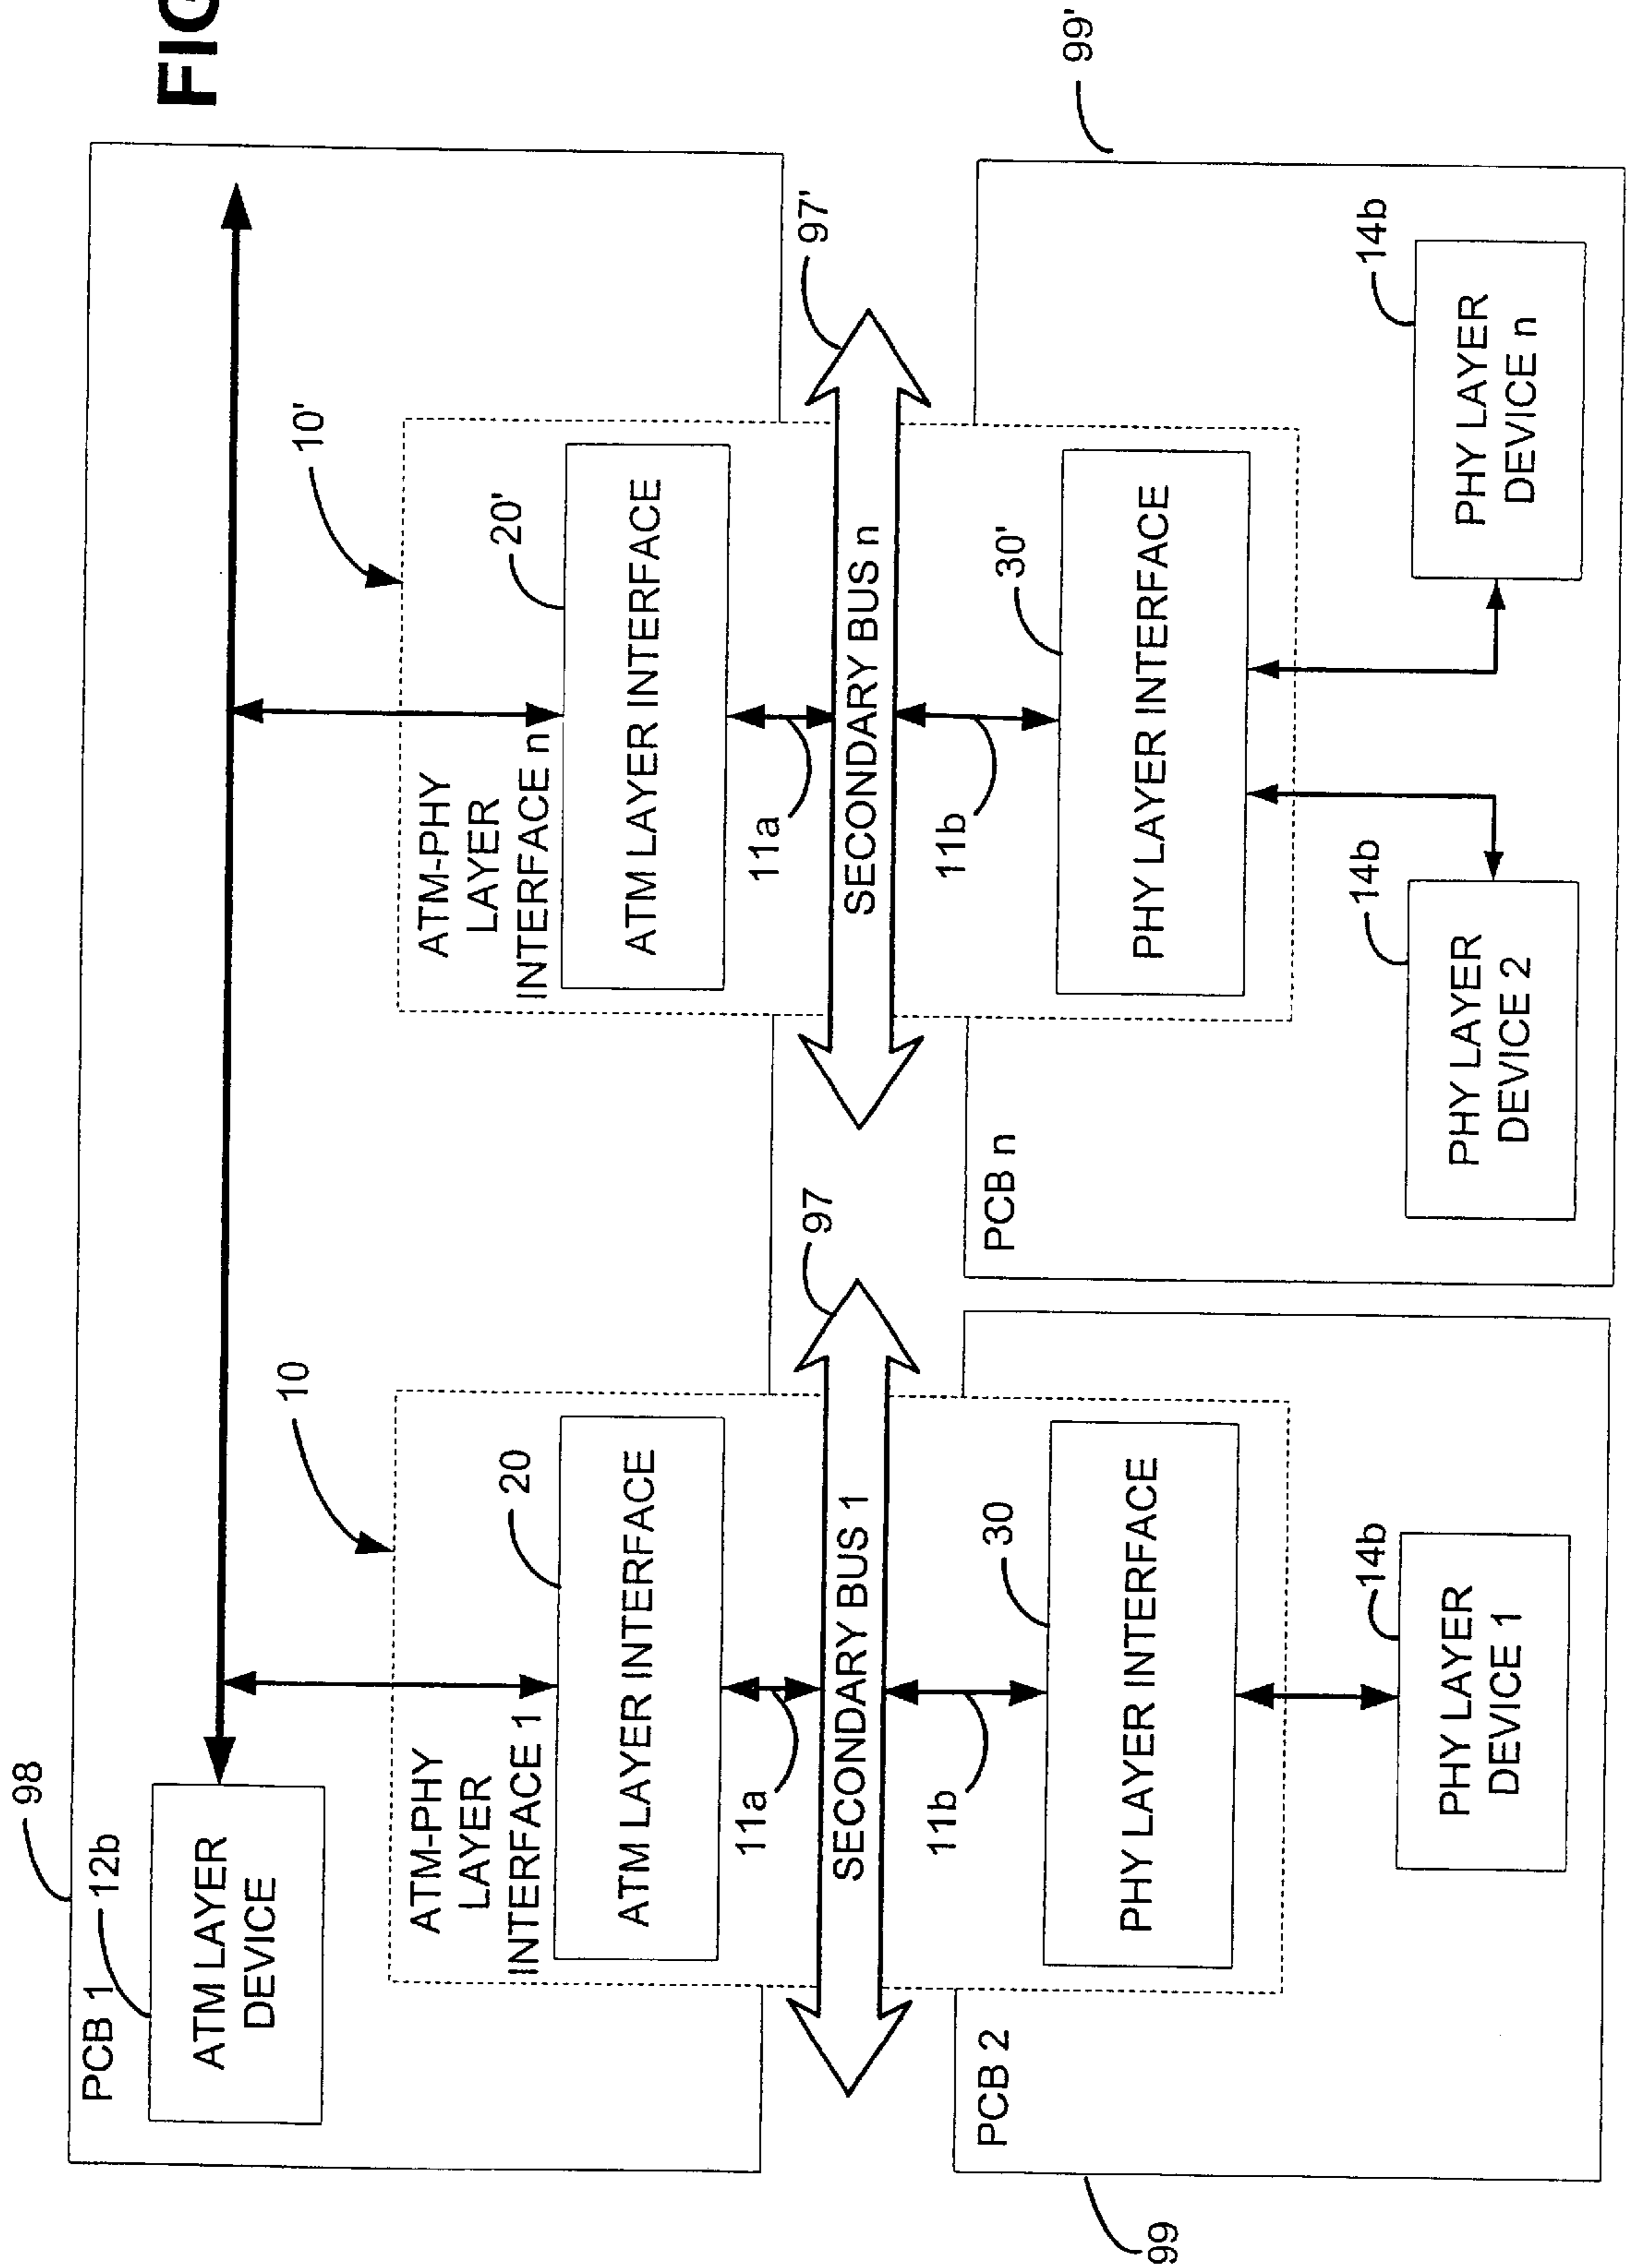 FIG
98
PCB 1
12b
ATM LAYER
DEVICE
10
ATM-PHY
LAYER
INTERFACE 1
20
ATM LAYER INTERFACE
11a
97
SECONDARY BUS 1
11b
30
PHY LAYER INTERFACE
PCB 2
14b
PHY LAYER
DEVICE 1
99
10'
ATM-PHY
LAYER
INTERFACE n
20'
ATM LAYER INTERFACE
11a
97'
SECONDARY BUS n
11b
30'
PHY LAYER INTERFACE
PCB n
14b
PHY LAYER
DEVICE 2
14b
PHY LAYER
DEVICE n
99'